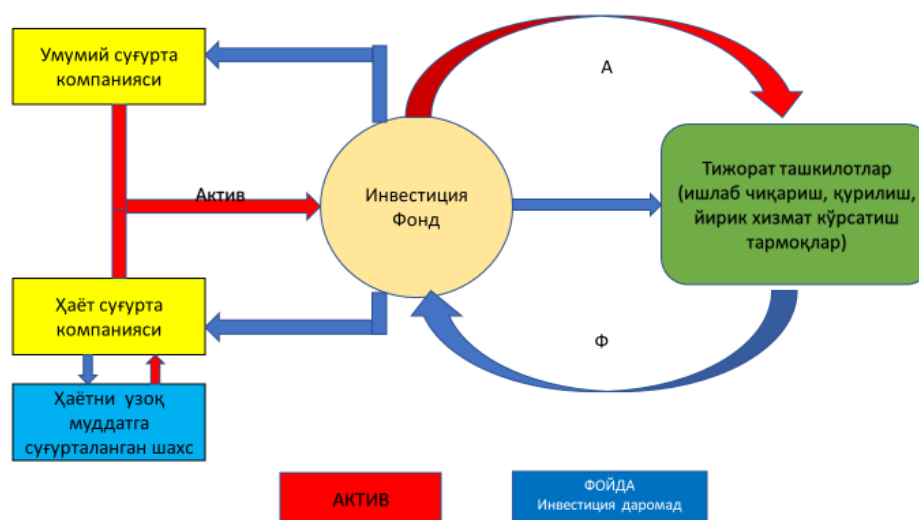 Умумий суғурта
компанияси
А
Актив
Инвестиция
Фонд
Тижорат ташкилотлар
(ишлаб чиқариш, қурилиш,
йирик хизмат кўрсатиш
тармоқлар)
Ҳаёт суғурта
компанияси
Ф
Ҳаётни узоқ
муддатга
суғурталанган шахс
АКТИВ
ФОЙДА
Инвестиция даромад